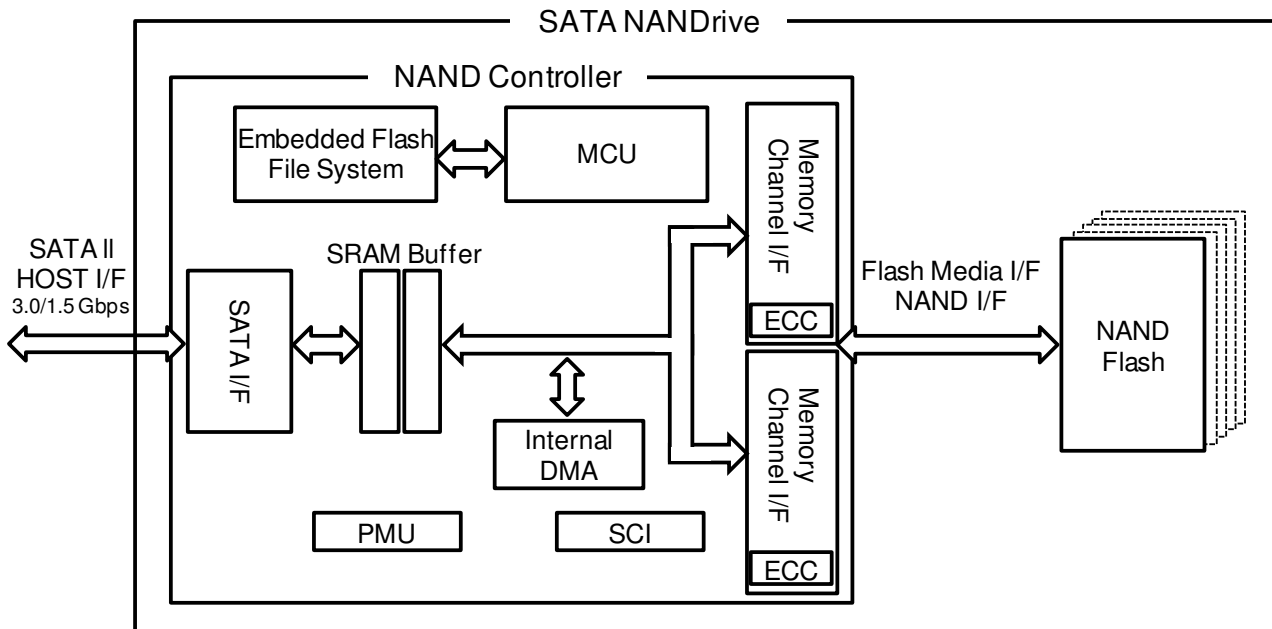 SATA NANDrive
NAND Controller
Embedded Flash
File System
MCU
Memory
Channel I/F
ECC
SATA II
HOST I/F
3.0/1.5 Gbps
SATA I/F
SRAM Buffer
Internal
DMA
PMU
SCI
Memory
Channel I/F
ECC
Flash Media I/F
NAND I/F
NAND
Flash